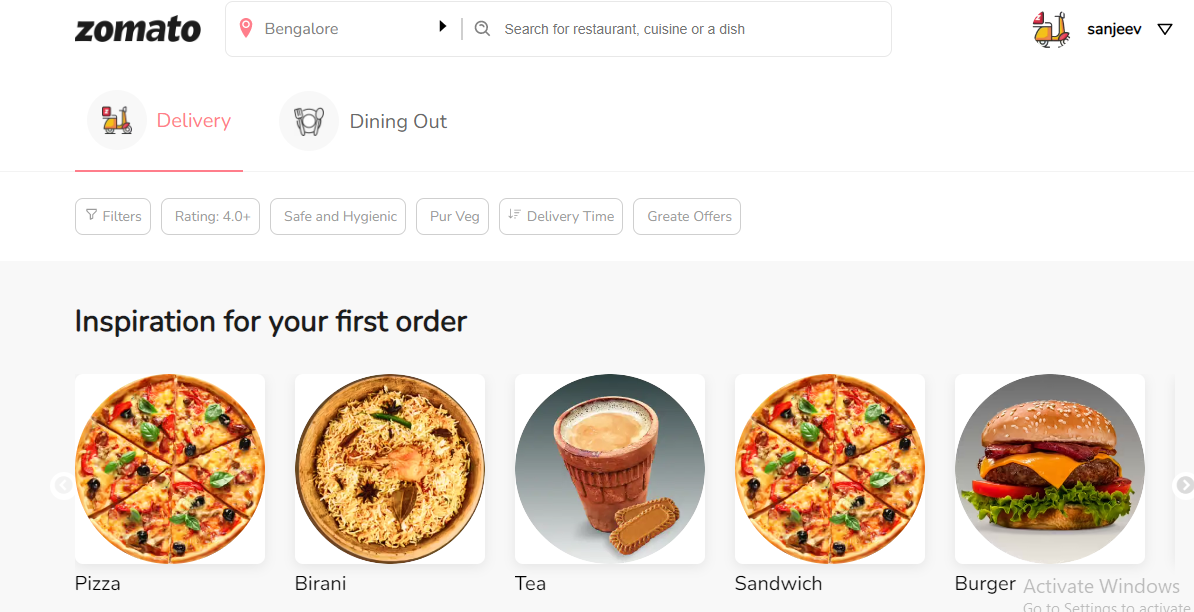 zomato
Bengalore
Search for restaurant, cuisine or a dish
sanjeev
Delivery
Dining Out
Filters
Rating: 4.0+
Safe and Hygienic
Pur Veg
Delivery Time
Greate Offers
Inspiration for your first order
Pizza
Birani
Tea
Sandwich
Burger
Activate Windows
Go to Settings to activate